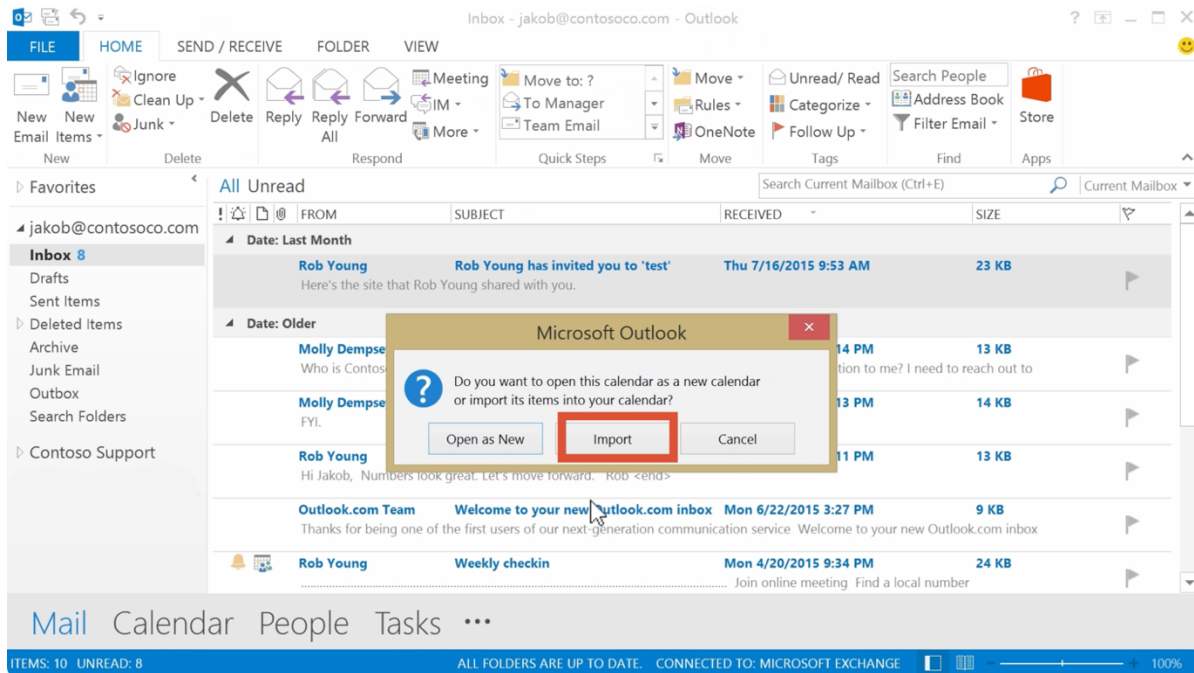 Inbox - jakob@contosoco.com - Outlook
?
FILE HOME SEND / RECEIVE FOLDER VIEW
New Email
New Items
Ignore
Clean Up
Junk
Delete
Reply
Reply All
Forward
Meeting
IM
More
Move to: ?
To Manager
Team Email
Move
Rules
OneNote
Unread/ Read
Categorize
Follow Up
Search People
Address Book
Filter Email
Store
New Delete Respond Quick Steps Move Tags Find Apps
Favorites
jakob@contosoco.com
Inbox 8
Drafts
Sent Items
Deleted Items
Archive
Junk Email
Outbox
Search Folders
Contoso Support
All Unread
Search Current Mailbox (Ctrl+E)
Current Mailbox
! FROM SUBJECT RECEIVED SIZE
Date: Last Month
Rob Young Rob Young has invited you to 'test' Thu 7/16/2015 9:53 AM 23 KB
Here's the site that Rob Young shared with you.
Date: Older
Molly Dempse 14 PM 13 KB
Who is Contos tion to me? I need to reach out to
Molly Dempse 13 PM 14 KB
FYI.
Rob Young 11 PM 13 KB
Hi Jakob, Numbers look great. Let's move forward. Rob <end>
Outlook.com Team Welcome to your new Outlook.com inbox Mon 6/22/2015 3:27 PM 9 KB
Thanks for being one of the first users of our next-generation communication service Welcome to your new Outlook.com inbox
Rob Young Weekly checkin Mon 4/20/2015 9:34 PM 24 KB
Join online meeting Find a local number
Microsoft Outlook
Do you want to open this calendar as a new calendar
or import its items into your calendar?
Open as New Import Cancel
Mail Calendar People Tasks •••
ITEMS: 10 UNREAD: 8 ALL FOLDERS ARE UP TO DATE. CONNECTED TO: MICROSOFT EXCHANGE 100%